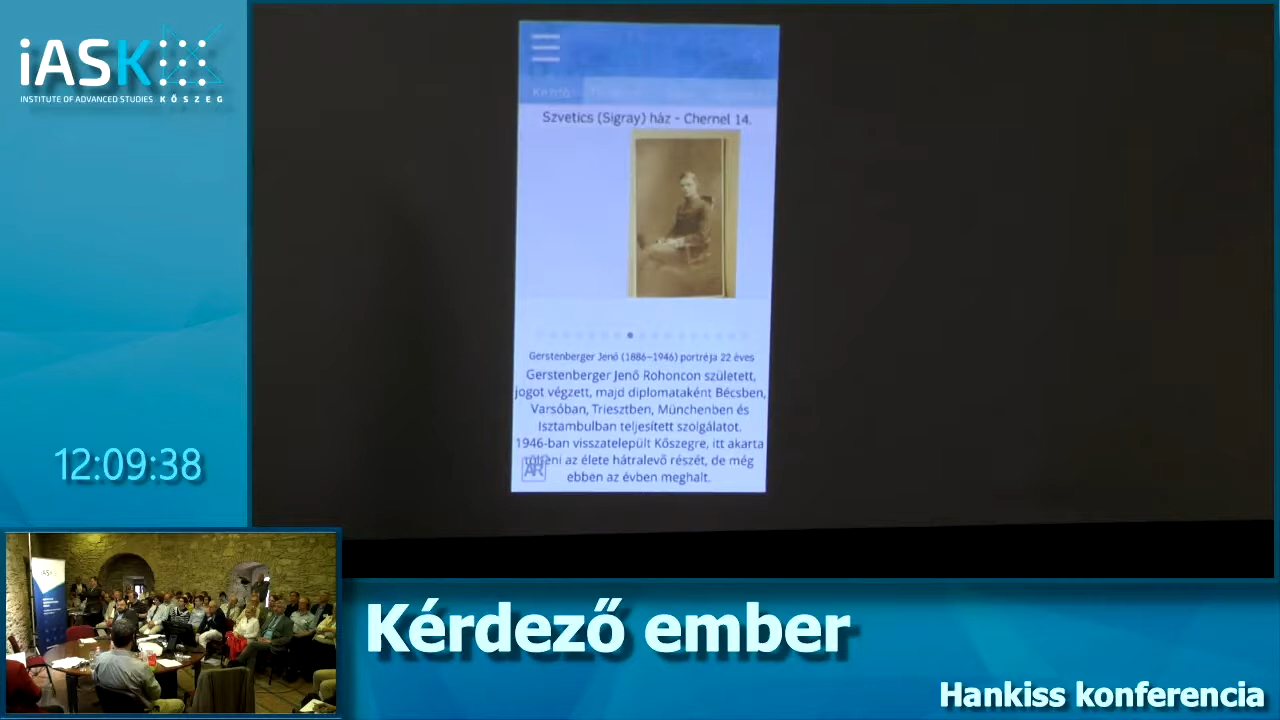 iASK
INSTITUTE OF ADVANCED STUDIES KŐSZEG
Kezdő
Szvetics (Sigray) ház - Chernel 14.
Gerstenberger Jenő (1886–1946) portréja 22 éves
Gerstenberger Jenő Rohoncon született,
jogot végzett, majd diplomataként Bécsben,
Varsóban, Triesztben, Münchenben és
Isztambulban teljesített szolgálatot.
1946-ban visszatelepült Kőszegre, itt akarta
tölteni az élete hátralevő részét, de még
AR
ebben az évben meghalt.
12:09:38
iASK
Kérdező ember
Hankiss konferencia